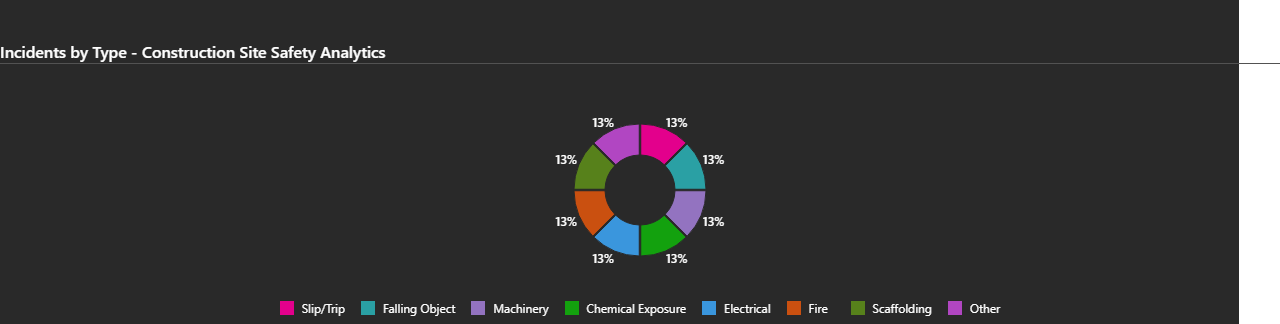 Incidents by Type - Construction Site Safety Analytics
13% 13%
13% 13%
13% 13%
13% 13%
Slip/Trip Falling Object Machinery Chemical Exposure Electrical Fire Scaffolding Other